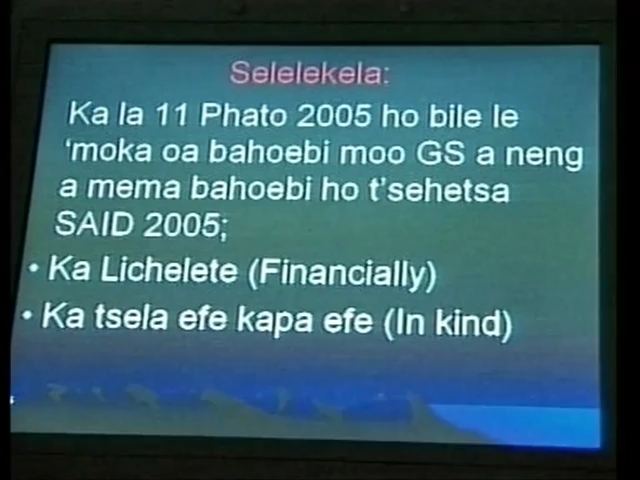 Selelekela:
Ka la 11 Phato 2005 ho bile le
‘moka oa bahoebi moo GS a neng
a mema bahoebi ho t’sehetsa
SAID 2005;
• Ka Lichelete (Financially)
• Ka tsela efe kapa efe (In kind)